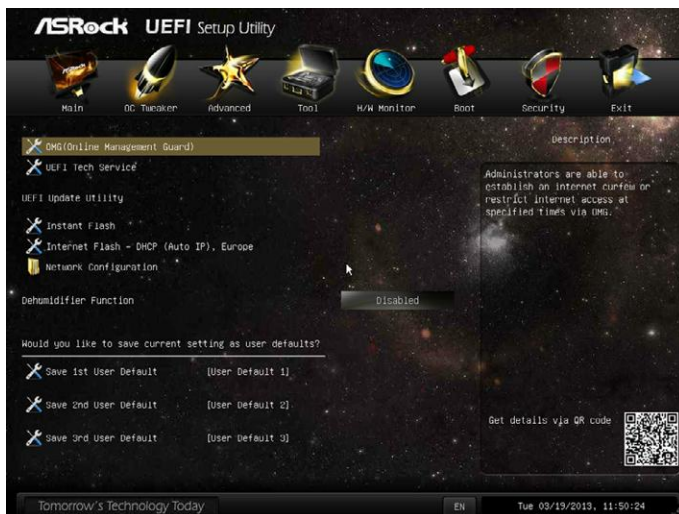 ASRock UEFI Setup Utility
Main OC Tweaker Advanced Tool H/W Monitor Boot Security Exit
OMG(Online Management Guard)
UEFI Tech Service
UEFI Update Utility
Instant Flash
Internet Flash - DHCP (Auto IP), Europe
Network Configuration
Dehumidifier Function Disabled
Would you like to save current setting as user defaults?
Save 1st User Default [User Default 1]
Save 2nd User Default [User Default 2]
Save 3rd User Default [User Default 3]
Description
Administrators are able to
establish an internet curfew or
restrict internet access at
specified times via OMG.
Get details via QR code
Tomorrow's Technology Today
EN
Tue 03/19/2013, 11:50:24